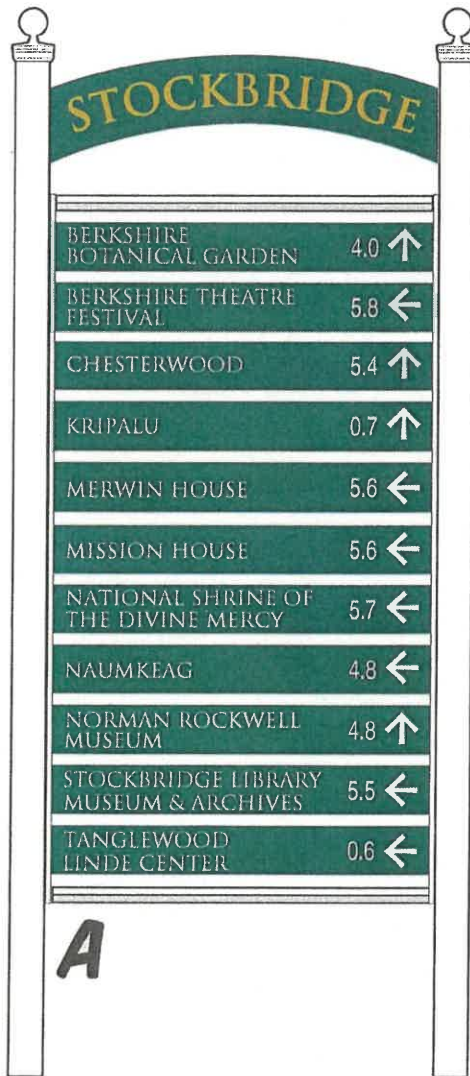 STOCKBRIDGE
BERKSHIRE
BOTANICAL GARDEN 4.0 ↑
BERKSHIRE THEATRE
FESTIVAL 5.8 ←
CHESTERWOOD 5.4 ↑
KRIPALU 0.7 ↑
MERWIN HOUSE 5.6 ←
MISSION HOUSE 5.6 ←
NATIONAL SHRINE OF
THE DIVINE MERCY 5.7 ←
NAUMKEAG 4.8 ←
NORMAN ROCKWELL
MUSEUM 4.8 ↑
STOCKBRIDGE LIBRARY
MUSEUM & ARCHIVES 5.5 ←
TANGLEWOOD
LINDE CENTER 0.6 ←
A